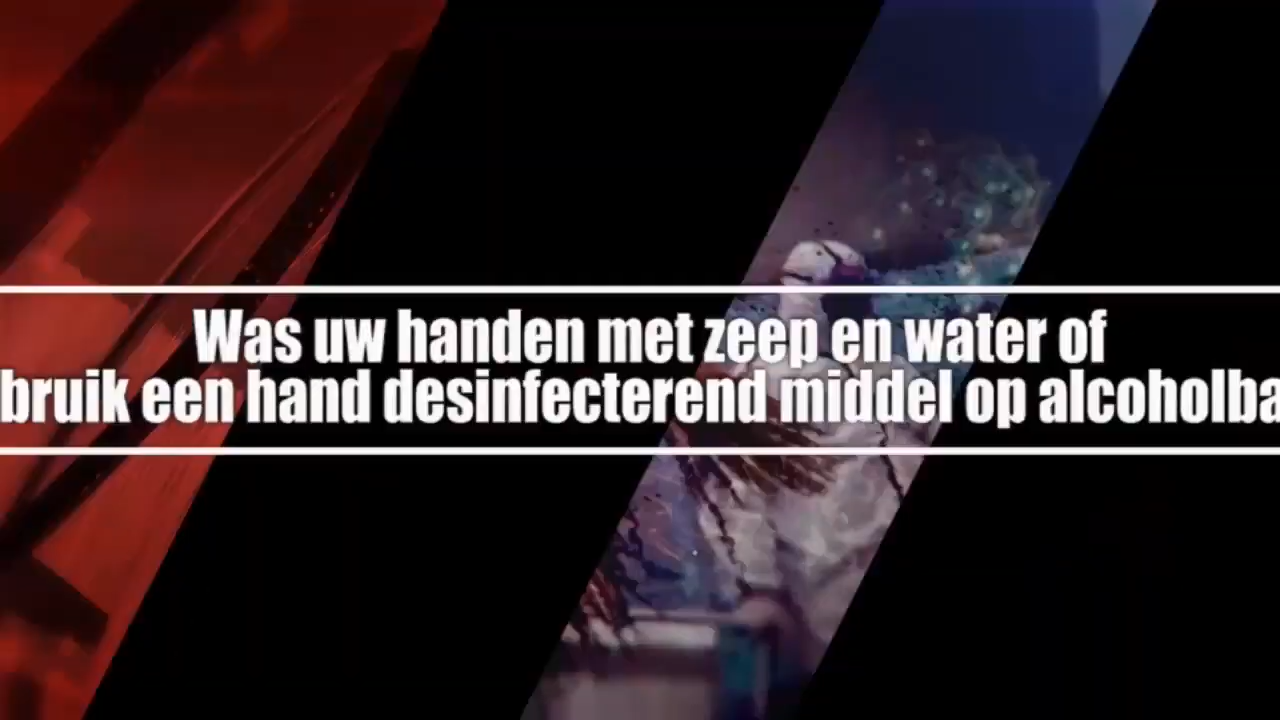 Was uw handen met zeep en water of
bruik een hand desinfecterend middel op alcoholba